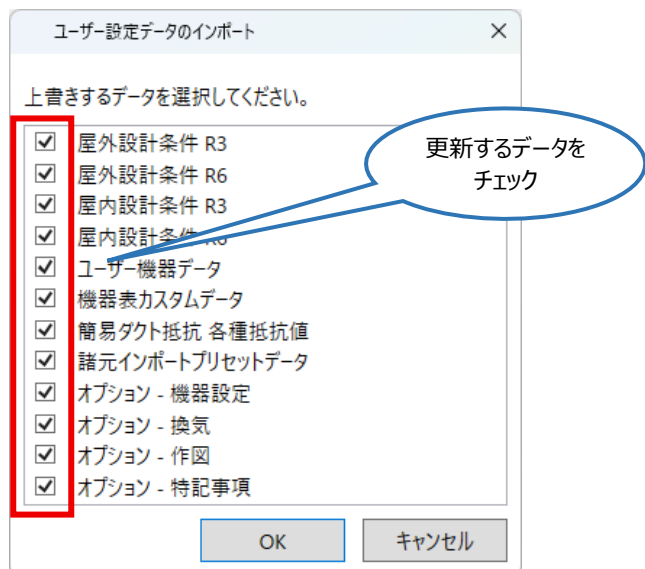 ユーザー設定データのインポート
上書きするデータを選択してください。
屋外設計条件 R3
屋外設計条件 R6
屋内設計条件 R3
屋内設計条件 R6
ユーザー機器データ
機器表カスタムデータ
簡易ダクト抵抗 各種抵抗値
諸元インポートプリセットデータ
オプション - 機器設定
オプション - 換気
オプション - 作図
オプション - 特記事項
更新するデータを
チェック
OK
キャンセル